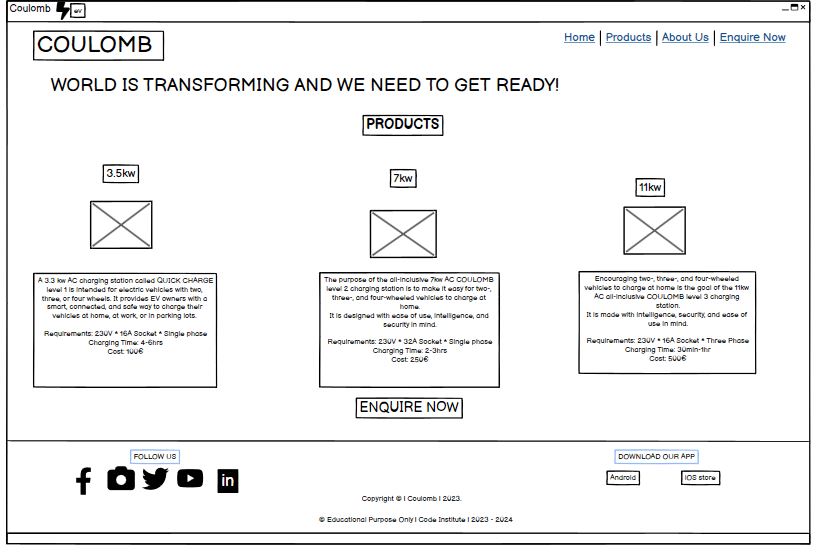 Coulomb
EV
COULOMB
Home | Products | About Us | Enquire Now
WORLD IS TRANSFORMING AND WE NEED TO GET READY!
PRODUCTS
3.5kw
7kw
11kw
A 3.3 kw AC charging station called QUICK CHARGE
level 1 is intended for electric vehicles with two,
three, or four wheels. It provides EV owners with a
smart, connected, and safe way to charge their
vehicles at home, at work, or in parking lots.
Requirements: 230V * 16A Socket * Single phase
Charging Time: 4-6hrs
Cost: 100€
The purpose of the all-inclusive 7kw AC COULOMB
level 2 charging station is to make it easy for two-,
three-, and four-wheeled vehicles to charge at
home.
It is designed with ease of use, intelligence, and
security in mind.
Requirements: 230V * 32A Socket * Single phase
Charging Time: 2-3hrs
Cost: 250€
Encouraging two-, three-, and four-wheeled
vehicles to charge at home is the goal of the 11kw
AC all-inclusive COULOMB level 3 charging
station.
It is made with intelligence, security, and ease of
use in mind.
Requirements: 230V * 16A Socket * Three Phase
Charging Time: 30min-1hr
Cost: 500€
ENQUIRE NOW
FOLLOW US
in
DOWNLOAD OUR APP
Android
IOS store
Copyright © | Coulomb | 2023.
© Educational Purpose Only | Code Institute | 2023 - 2024